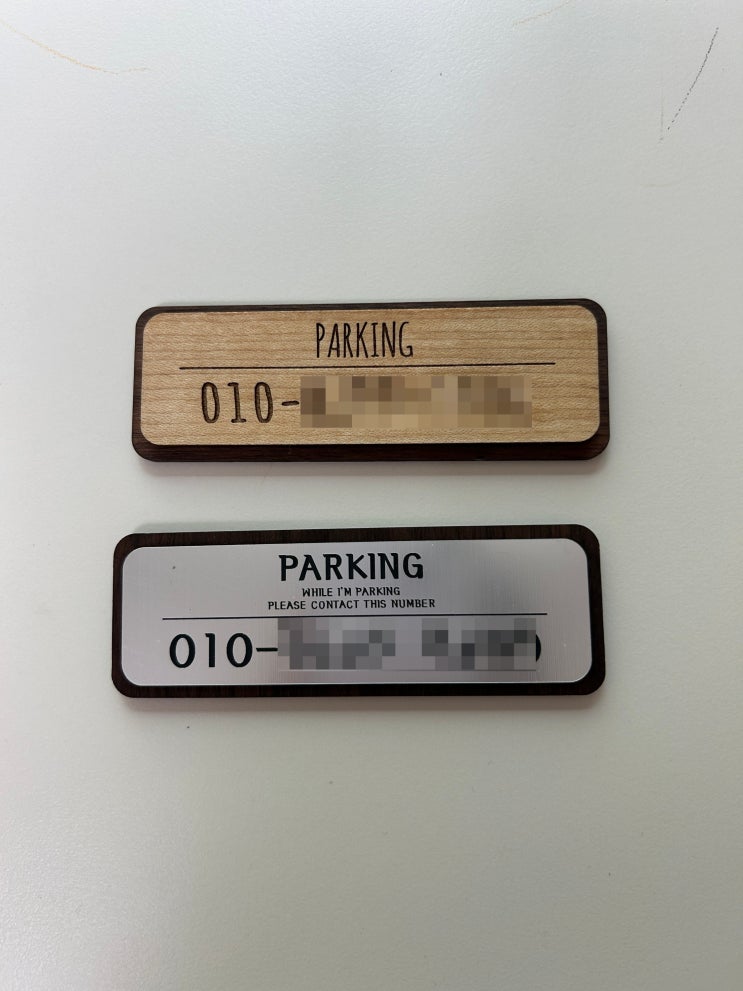 PARKING
010-
PARKING
WHILE I'M PARKING
PLEASE CONTACT THIS NUMBER
010-